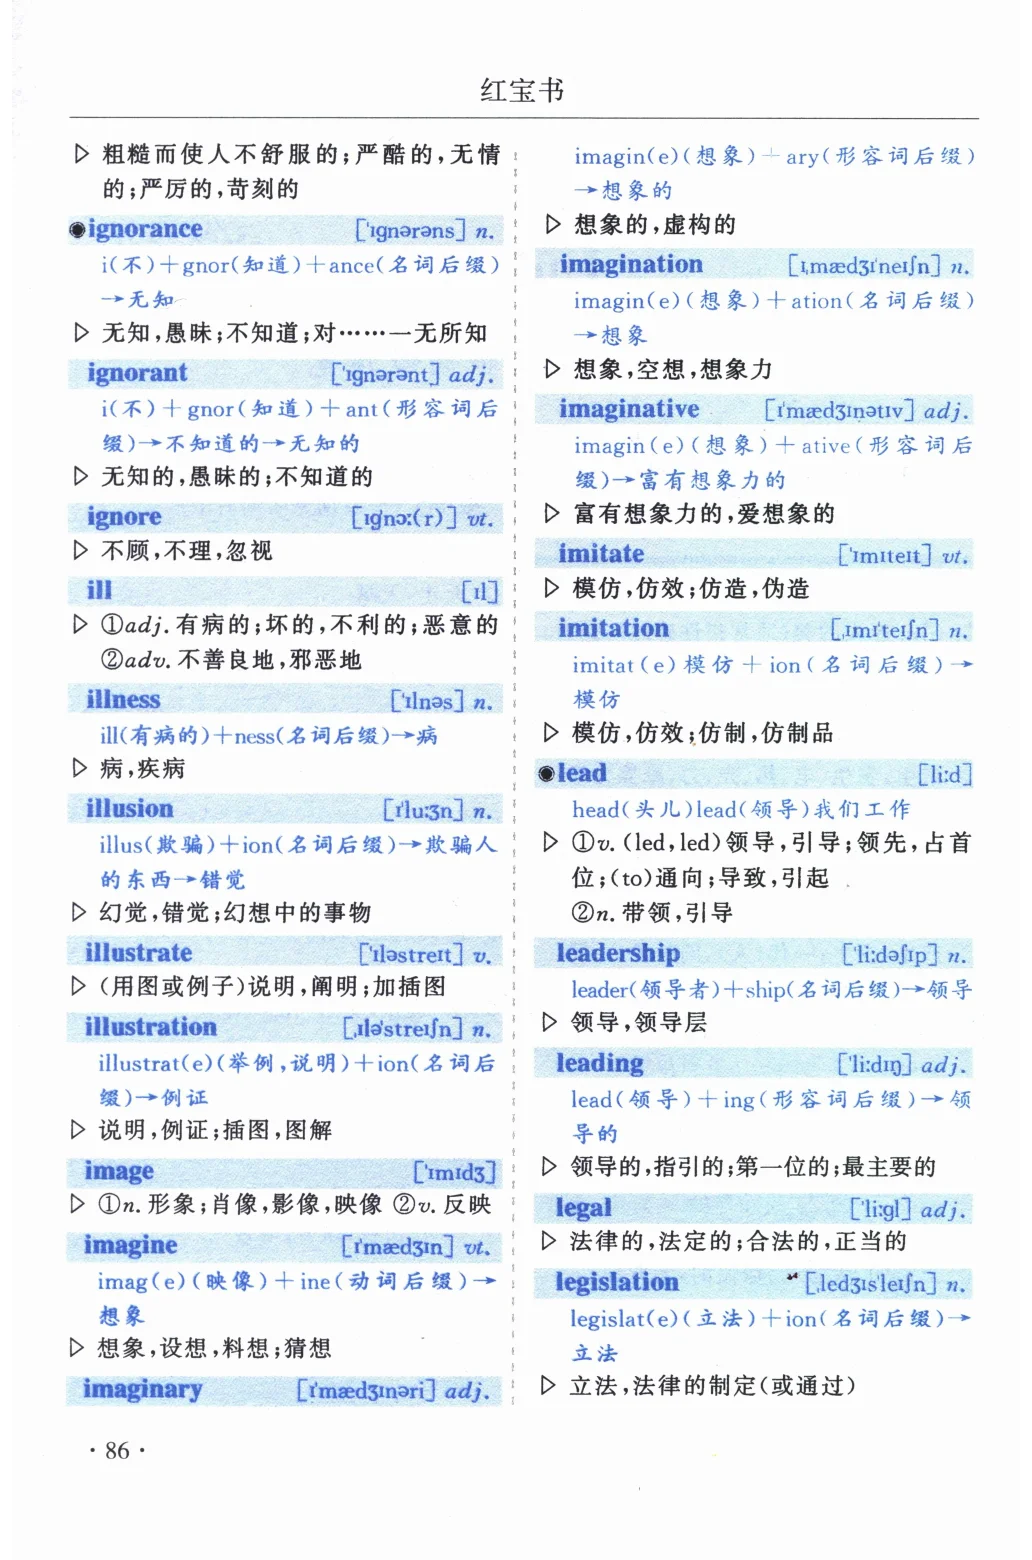 红宝书
▷ 粗糙而使人不舒服的;严酷的,无情
的;严厉的,苛刻的
◉ignorance ['ɪgnərəns] n.
i(不)+gnor(知道)+ance(名词后缀)
→无知
▷ 无知,愚昧;不知道;对……一无所知
ignorant ['ɪgnərənt] adj.
i(不)+gnor(知道)+ant(形容词后
缀)→不知道的→无知的
▷ 无知的,愚昧的;不知道的
ignore [ɪg'nɔː(r)] vt.
▷ 不顾,不理,忽视
ill [ɪl]
▷ ①adj.有病的;坏的,不利的;恶意的
②adv.不善良地,邪恶地
illness ['ɪlnəs] n.
ill(有病的)+ness(名词后缀)→病
▷ 病,疾病
illusion [ɪ'luːʒn] n.
illus(欺骗)+ion(名词后缀)→欺骗人
的东西→错觉
▷ 幻觉,错觉;幻想中的事物
illustrate ['ɪləstreɪt] v.
▷ (用图或例子)说明,阐明;加插图
illustration [ˌɪlə'streɪʃn] n.
illustrat(e)(举例,说明)+ion(名词后
缀)→例证
▷ 说明,例证;插图,图解
image ['ɪmɪdʒ]
▷ ①n.形象;肖像,影像,映像 ②v.反映
imagine [ɪ'mædʒɪn] vt.
imag(e)(映像)+ine(动词后缀)→
想象
▷ 想象,设想,料想;猜想
imaginary [ɪ'mædʒɪnəri] adj.
imagin(e)(想象)+ary(形容词后缀)
→想象的
▷ 想象的,虚构的
imagination [ɪˌmædʒɪ'neɪʃn] n.
imagin(e)(想象)+ation(名词后缀)
→想象
▷ 想象,空想,想象力
imaginative [ɪ'mædʒɪnətɪv] adj.
imagin(e)(想象)+ative(形容词后
缀)→富有想象力的
▷ 富有想象力的,爱想象的
imitate ['ɪmɪteɪt] vt.
▷ 模仿,仿效;仿造,伪造
imitation [ˌɪmɪ'teɪʃn] n.
imitat(e)模仿+ion(名词后缀)→
模仿
▷ 模仿,仿效;仿制,仿制品
◉lead [liːd]
head(头儿)lead(领导)我们工作
▷ ①v.(led,led)领导,引导;领先,占首
位;(to)通向;导致,引起
②n.带领,引导
leadership ['liːdəʃɪp] n.
leader(领导者)+ship(名词后缀)→领导
▷ 领导,领导层
leading ['liːdɪŋ] adj.
lead(领导)+ing(形容词后缀)→领
导的
▷ 领导的,指引的;第一位的;最主要的
legal ['liːgl] adj.
▷ 法律的,法定的;合法的,正当的
legislation [ˌledʒɪs'leɪʃn] n.
legislat(e)(立法)+ion(名词后缀)→
立法
▷ 立法,法律的制定(或通过)
·86·